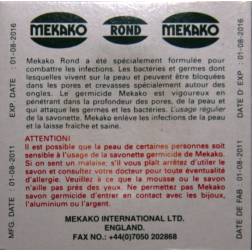 MEKAKO ROND MEKAKO
Mekako Rond a été spécialement formulée pour
combattre les infections. Les bactéries et germes dont
lesquelles vivent sur la peau et peuvent être bloquées
dans les pores et crevasses spécialement autour des
ongles. Le germicide Mekako est vigoureux en
pénétrant dans la profondeur des pores, de la peau et
qui attaque les germes et les bactéries. L'usage régulier
de la savonette, Mekako enlève les infections de la peau
et la laisse fraîche et saine.
ATTENTION!
Il est possible que la peau de certaines personnes soit
sensible à l'usage de la savonette germicide de Mekako.
Si on sent un malaise, s'il vous plaît arrêtez d'utiliser le
savon et consultez votre docteur pour toute éventualité
d'allergie. Veuillez à ce que la mousse ou le savon
n'aille pas près des yeux. Ne permettez pas Mekako
savon germicide d'entrer en contact avec les bijoux,
l'aluminium ou l'argent.
MEKAKO INTERNATIONAL LTD.
ENGLAND.
FAX NO.: +44(0)7050 202868
MFG. DATE : 01-08-2011 EXP. DATE : 01-08-2016
DATE DE FAB : 01-08-2011 DATE EXP : 01-08-2016